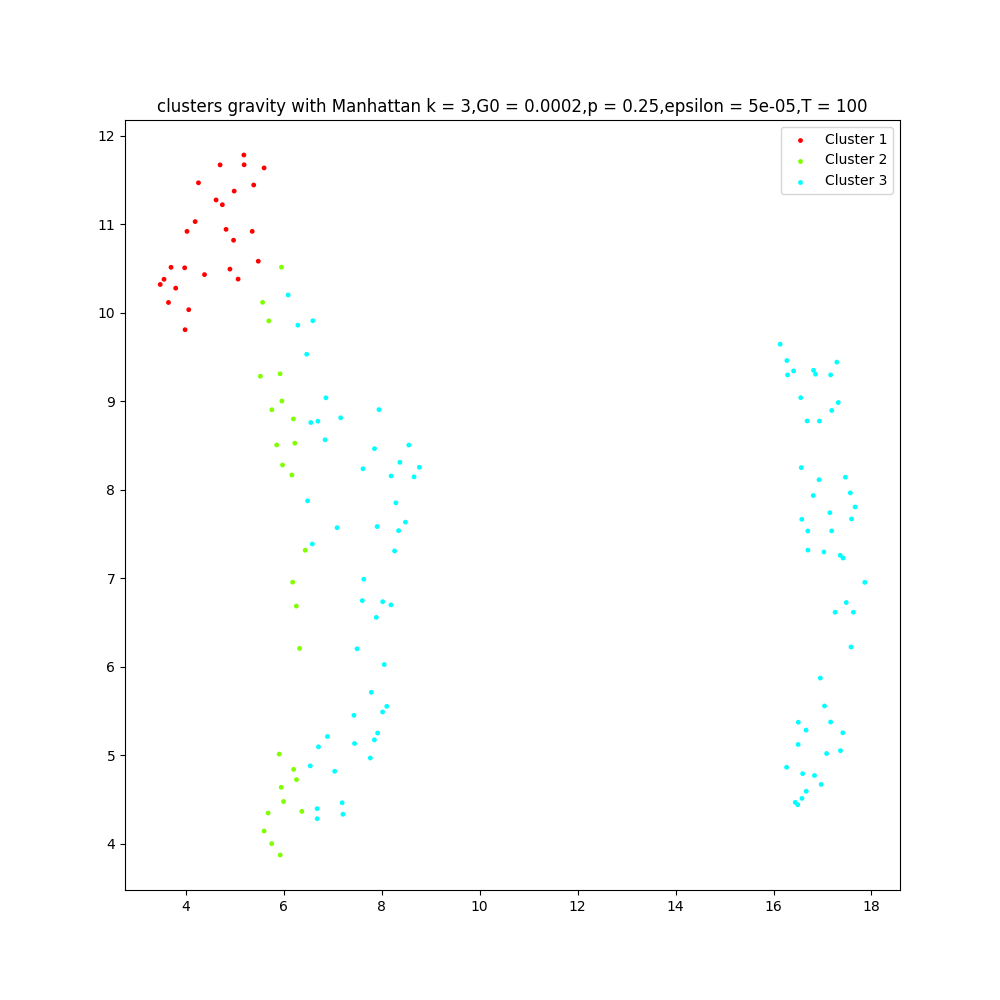 clusters gravity with Manhattan k = 3,G0 = 0.0002,p = 0.25,epsilon = 5e-05,T = 100
Cluster 1
Cluster 2
Cluster 3
12
11
10
9
8
7
6
5
4
4 6 8 10 12 14 16 18